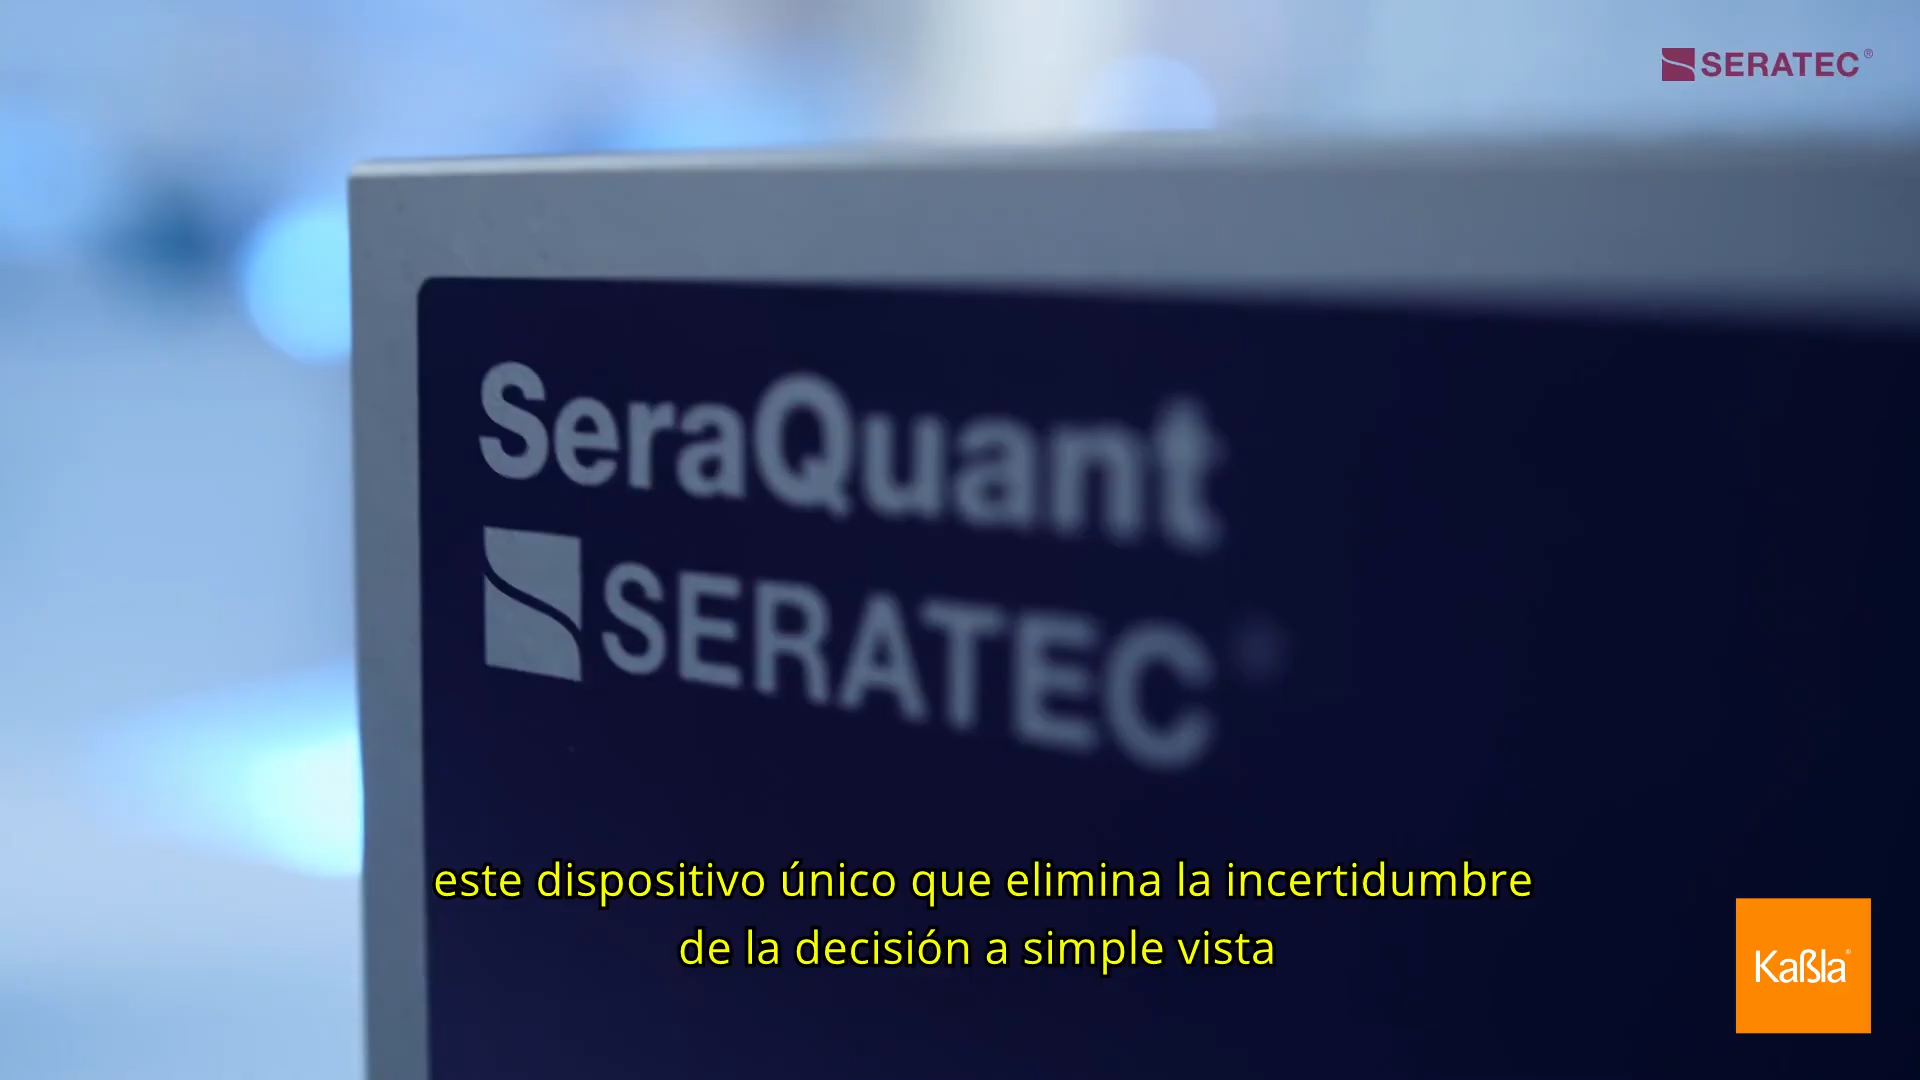 SERATEC®
SeraQuant
SERATEC
este dispositivo único que elimina la incertidumbre
de la decisión a simple vista
Kaßla